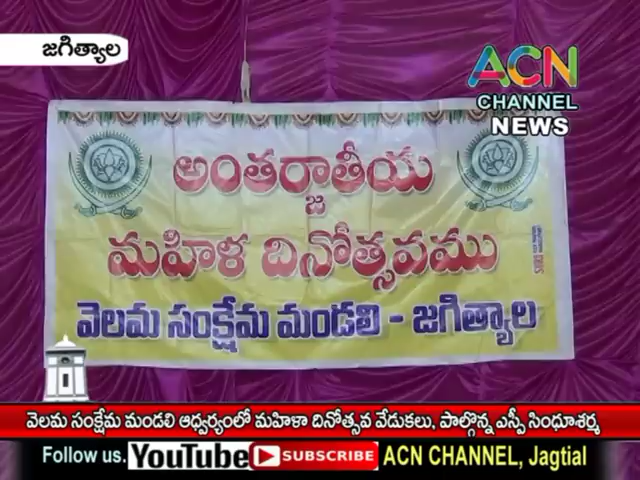 జగిత్యాల
ACN
CHANNEL
NEWS
అంతర్జాతీయ
మహిళ దినోత్సవము
వెలమ సంక్షేమ మండలి - జగిత్యాల
వెలమ సంక్షేమ మండలి ఆధ్వర్యంలో మహిళా దినోత్సవ వేడుకలు, పాల్గొన్న ఎస్పీ సింధూశర్మ
Follow us. YouTube SUBSCRIBE ACN CHANNEL, Jagtial